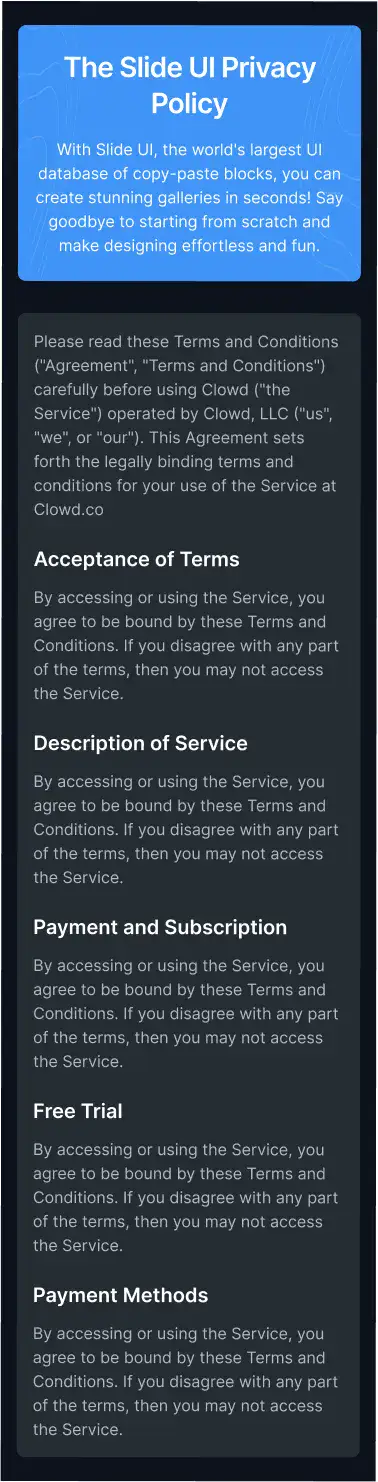 The Slide UI Privacy
Policy
With Slide UI, the world's largest UI
database of copy-paste blocks, you can
create stunning galleries in seconds! Say
goodbye to starting from scratch and
make designing effortless and fun.
Please read these Terms and Conditions
("Agreement", "Terms and Conditions")
carefully before using Clowd ("the
Service") operated by Clowd, LLC ("us",
"we", or "our"). This Agreement sets
forth the legally binding terms and
conditions for your use of the Service at
Clowd.co
Acceptance of Terms
By accessing or using the Service, you
agree to be bound by these Terms and
Conditions. If you disagree with any part
of the terms, then you may not access
the Service.
Description of Service
By accessing or using the Service, you
agree to be bound by these Terms and
Conditions. If you disagree with any part
of the terms, then you may not access
the Service.
Payment and Subscription
By accessing or using the Service, you
agree to be bound by these Terms and
Conditions. If you disagree with any part
of the terms, then you may not access
the Service.
Free Trial
By accessing or using the Service, you
agree to be bound by these Terms and
Conditions. If you disagree with any part
of the terms, then you may not access
the Service.
Payment Methods
By accessing or using the Service, you
agree to be bound by these Terms and
Conditions. If you disagree with any part
of the terms, then you may not access
the Service.